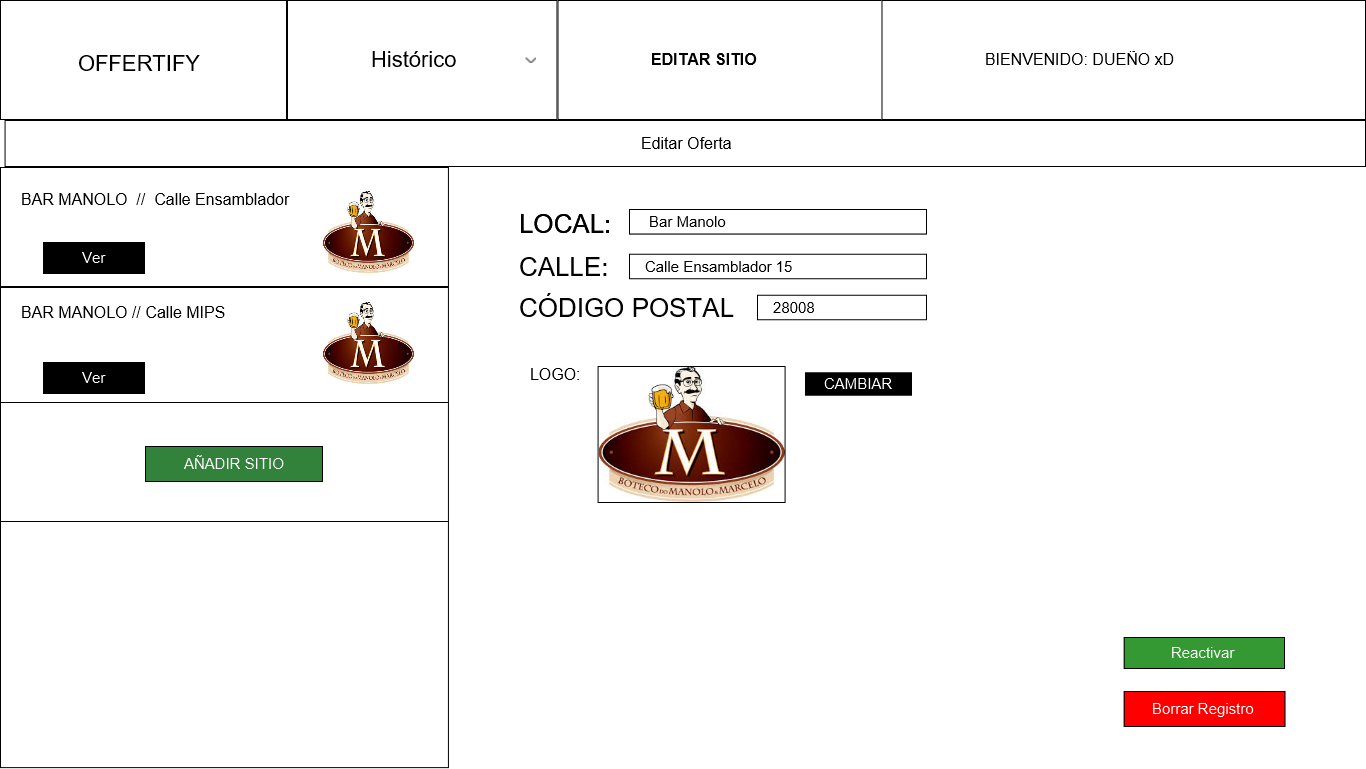 OFFERTIFY
Histórico
EDITAR SITIO
BIENVENIDO: DUEÑO xD
Editar Oferta
BAR MANOLO // Calle Ensamblador
M
BOTECO DO MANOLO & MARCELO
Ver
BAR MANOLO // Calle MIPS
M
BOTECO DO MANOLO & MARCELO
Ver
AÑADIR SITIO
LOCAL: Bar Manolo
CALLE: Calle Ensamblador 15
CÓDIGO POSTAL 28008
LOGO:
M
BOTECO DO MANOLO & MARCELO
CAMBIAR
Reactivar
Borrar Registro